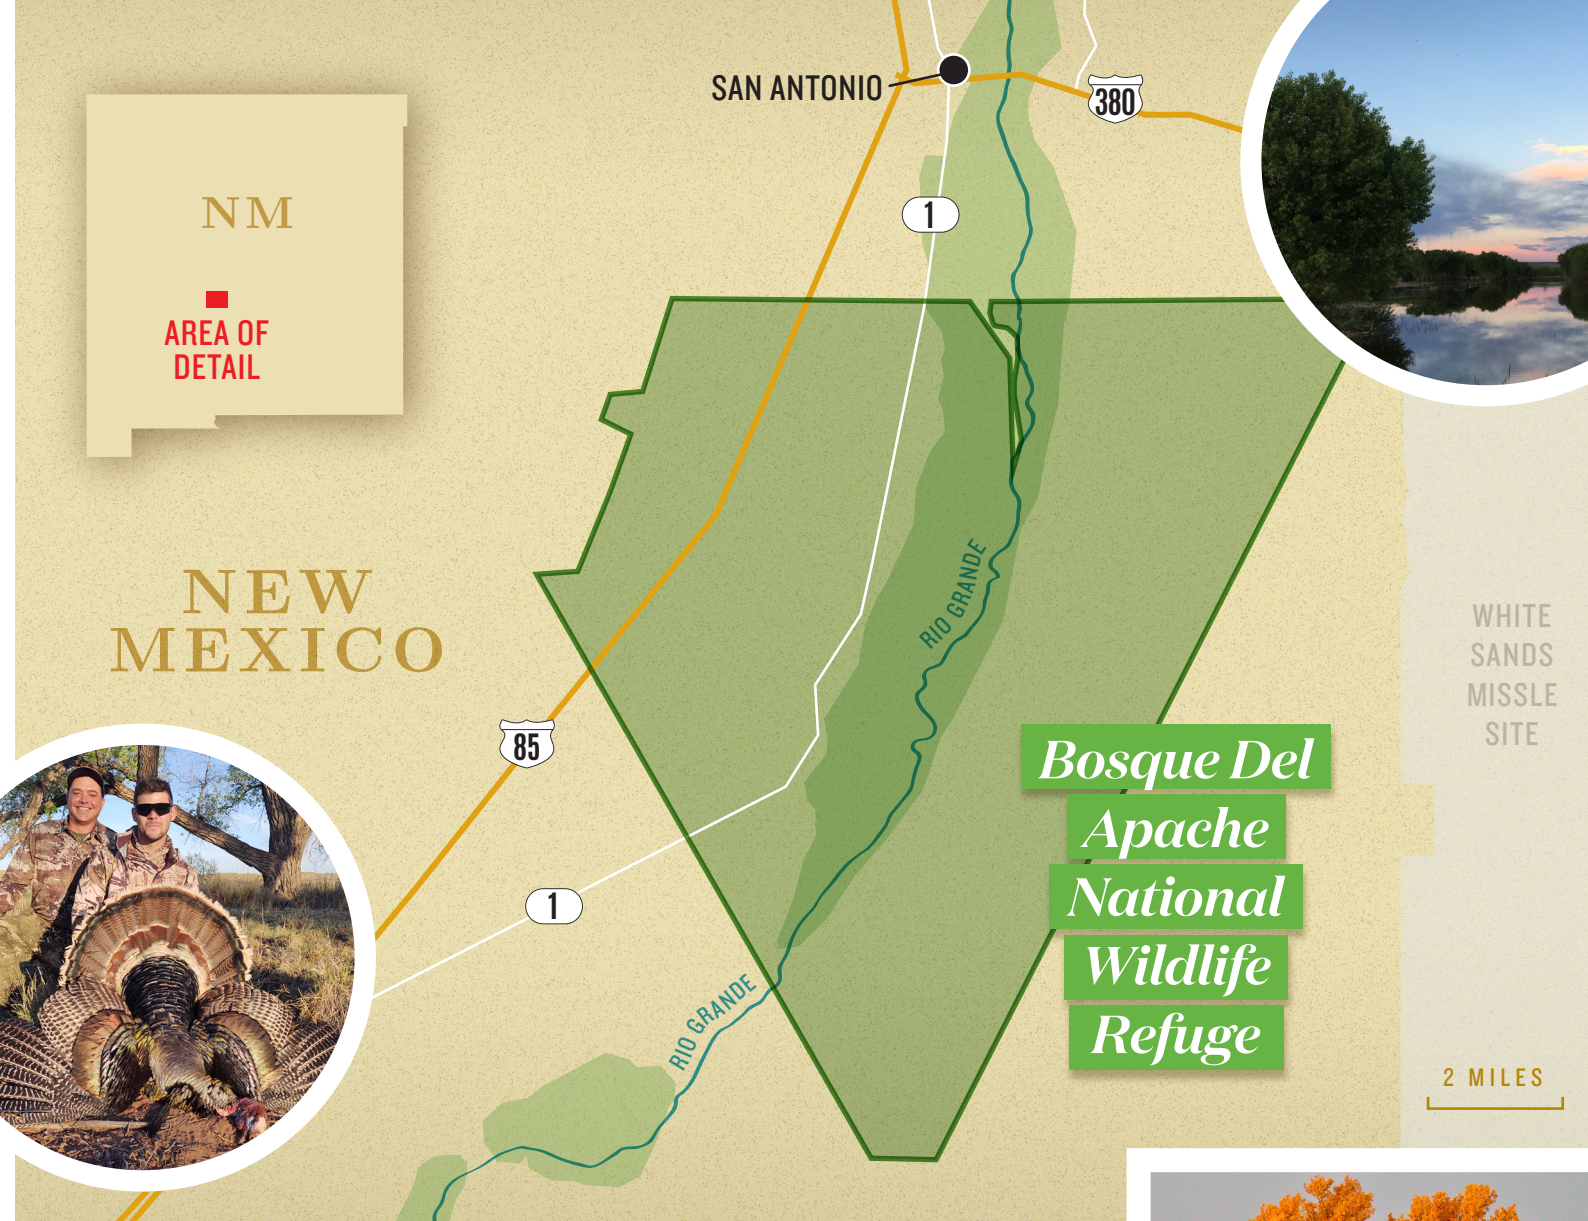 SAN ANTONIO
380
1
NM
AREA OF
DETAIL
RIO GRANDE
NEW
MEXICO
WHITE
SANDS
MISSLE
SITE
85
Bosque Del
Apache
National
Wildlife
Refuge
1
RIO GRANDE
2 MILES